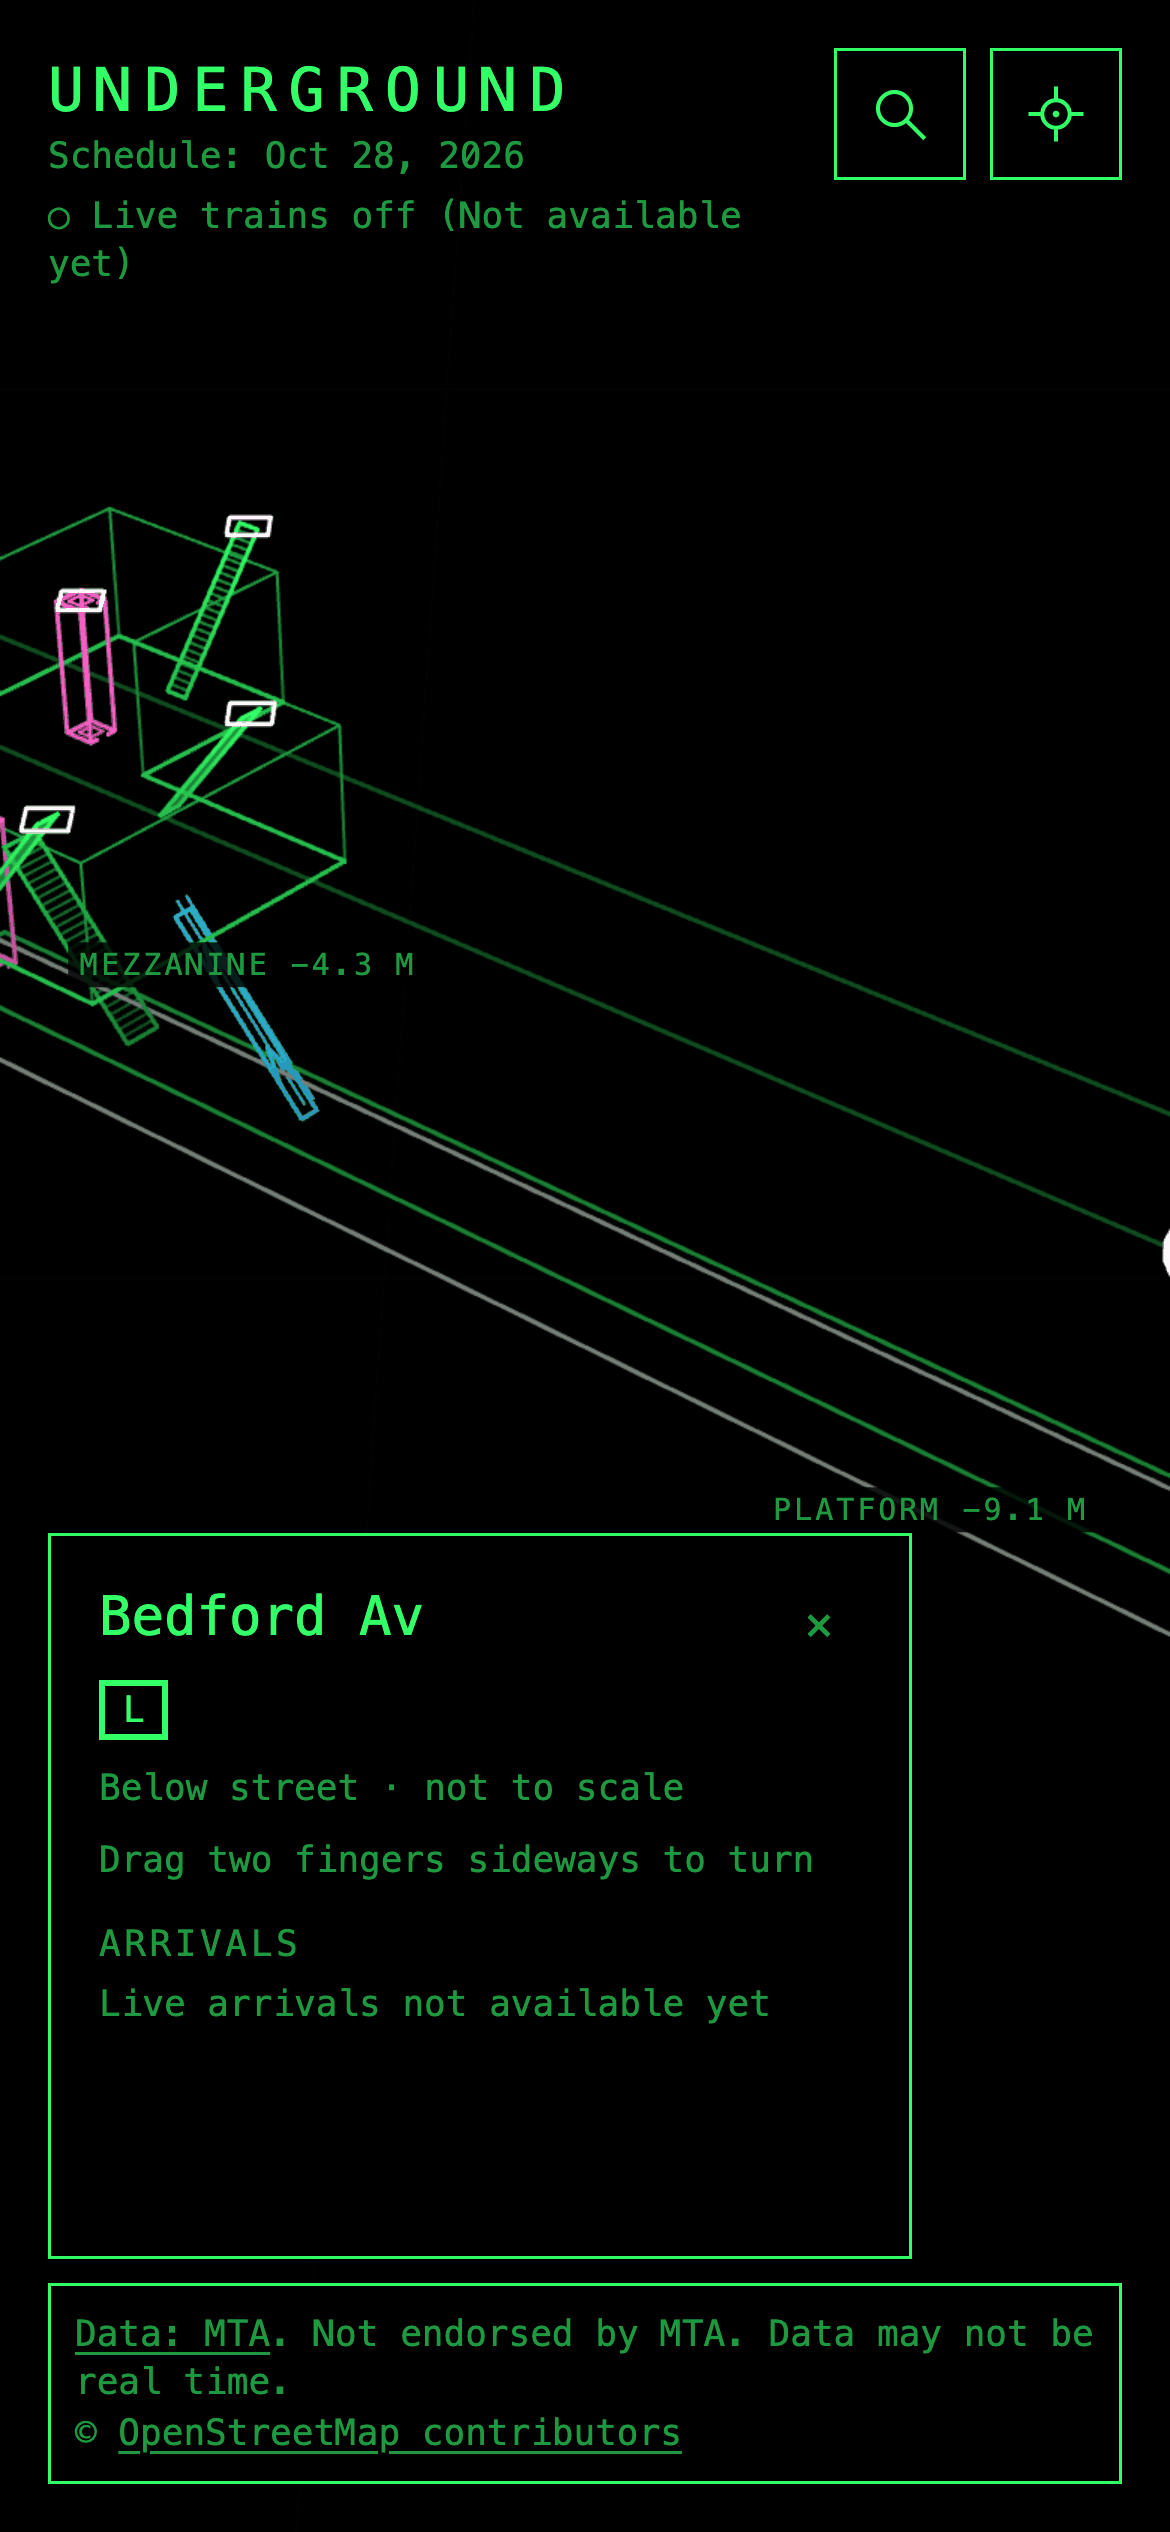 UNDERGROUND
Schedule: Oct 28, 2026
○ Live trains off (Not available
yet)
MEZZANINE −4.3 M
PLATFORM −9.1 M
Bedford Av
×
L
Below street · not to scale
Drag two fingers sideways to turn
ARRIVALS
Live arrivals not available yet
Data: MTA. Not endorsed by MTA. Data may not be
real time.
© OpenStreetMap contributors